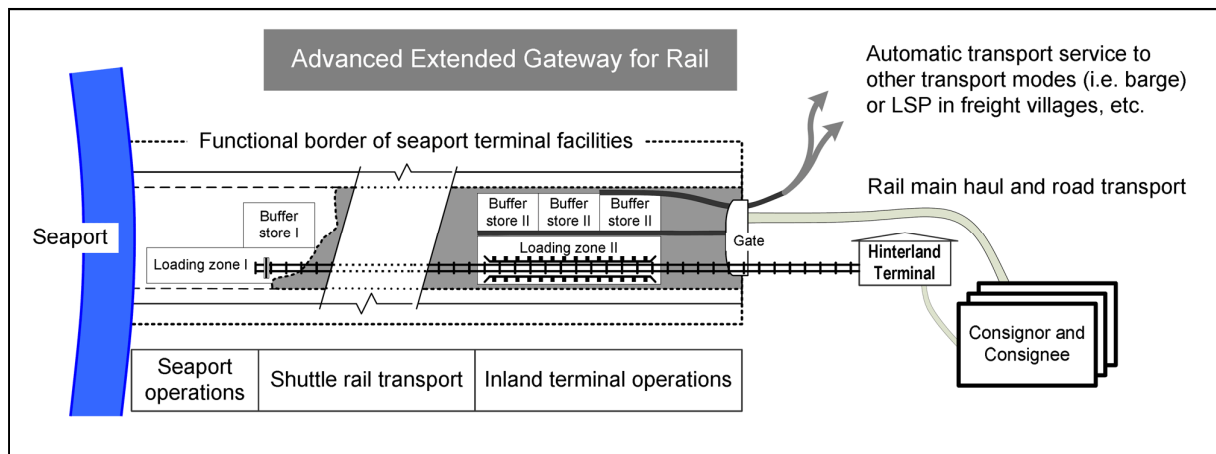 Advanced Extended Gateway for Rail
Automatic transport service to
other transport modes (i.e. barge)
or LSP in freight villages, etc.
Functional border of seaport terminal facilities
Rail main haul and road transport
Seaport
Buffer
store I
Loading zone I
Buffer
store II
Buffer
store II
Buffer
store II
Loading zone II
Gate
Hinterland
Terminal
Consignor and
Consignee
Seaport
operations
Shuttle rail transport
Inland terminal operations